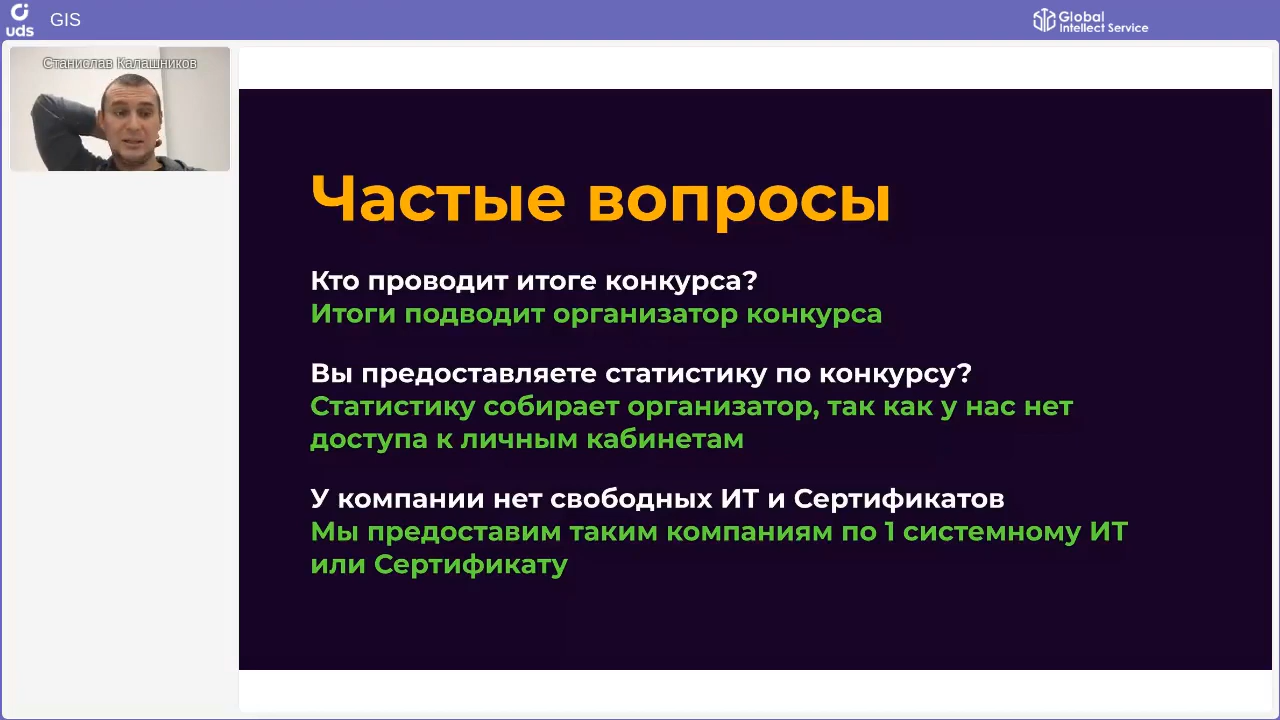 uds
GIS
Global
Intellect Service
Станислав Калашников
Частые вопросы
Кто проводит итоге конкурса?
Итоги подводит организатор конкурса
Вы предоставляете статистику по конкурсу?
Статистику собирает организатор, так как у нас нет
доступа к личным кабинетам
У компании нет свободных ИТ и Сертификатов
Мы предоставим таким компаниям по 1 системному ИТ
или Сертификату